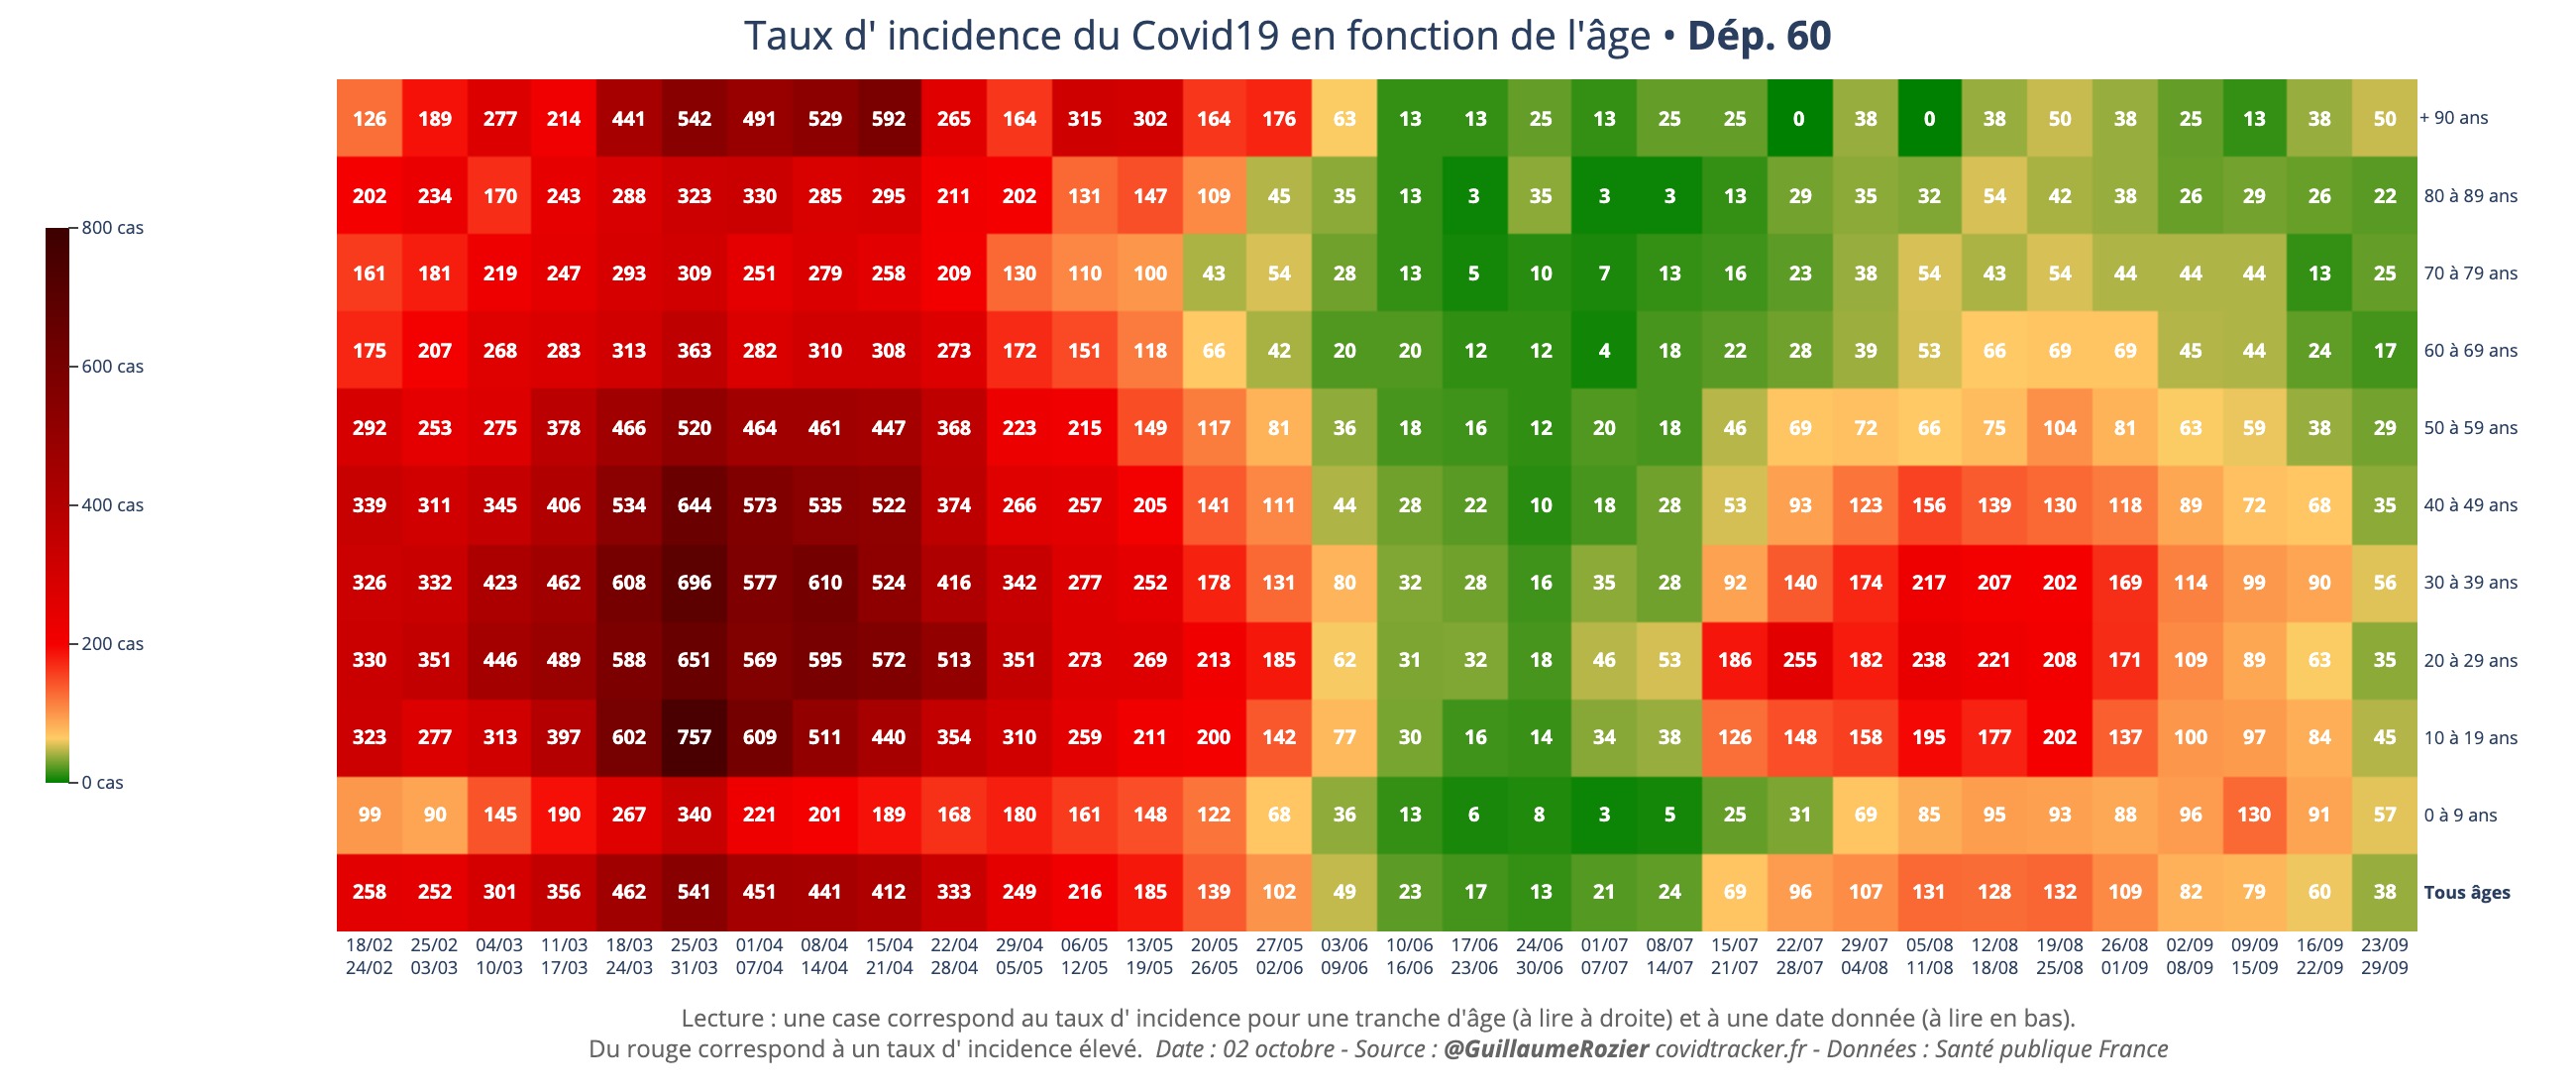 Taux d' incidence du Covid19 en fonction de l'âge • Dép. 60
800 cas
600 cas
400 cas
200 cas
0 cas
126 189 277 214 441 542 491 529 592 265 164 315 302 164 176 63 13 13 25 13 25 25 0 38 0 38 50 38 25 13 38 50 + 90 ans
202 234 170 243 288 323 330 285 295 211 202 131 147 109 45 35 13 3 35 3 3 13 29 35 32 54 42 38 26 29 26 22 80 à 89 ans
161 181 219 247 293 309 251 279 258 209 130 110 100 43 54 28 13 5 10 7 13 16 23 38 54 43 54 44 44 44 13 25 70 à 79 ans
175 207 268 283 313 363 282 310 308 273 172 151 118 66 42 20 20 12 12 4 18 22 28 39 53 66 69 69 45 44 24 17 60 à 69 ans
292 253 275 378 466 520 464 461 447 368 223 215 149 117 81 36 18 16 12 20 18 46 69 72 66 75 104 81 63 59 38 29 50 à 59 ans
339 311 345 406 534 644 573 535 522 374 266 257 205 141 111 44 28 22 10 18 28 53 93 123 156 139 130 118 89 72 68 35 40 à 49 ans
326 332 423 462 608 696 577 610 524 416 342 277 252 178 131 80 32 28 16 35 28 92 140 174 217 207 202 169 114 99 90 56 30 à 39 ans
330 351 446 489 588 651 569 595 572 513 351 273 269 213 185 62 31 32 18 46 53 186 255 182 238 221 208 171 109 89 63 35 20 à 29 ans
323 277 313 397 602 757 609 511 440 354 310 259 211 200 142 77 30 16 14 34 38 126 148 158 195 177 202 137 100 97 84 45 10 à 19 ans
99 90 145 190 267 340 221 201 189 168 180 161 148 122 68 36 13 6 8 3 5 25 31 69 85 95 93 88 96 130 91 57 0 à 9 ans
258 252 301 356 462 541 451 441 412 333 249 216 185 139 102 49 23 17 13 21 24 69 96 107 131 128 132 109 82 79 60 38 Tous âges
18/02 25/02 04/03 11/03 18/03 25/03 01/04 08/04 15/04 22/04 29/04 06/05 13/05 20/05 27/05 03/06 10/06 17/06 24/06 01/07 08/07 15/07 22/07 29/07 05/08 12/08 19/08 26/08 02/09 09/09 16/09 23/09
24/02 03/03 10/03 17/03 24/03 31/03 07/04 14/04 21/04 28/04 05/05 12/05 19/05 26/05 02/06 09/06 16/06 23/06 30/06 07/07 14/07 21/07 28/07 04/08 11/08 18/08 25/08 01/09 08/09 15/09 22/09 29/09
Lecture : une case correspond au taux d' incidence pour une tranche d'âge (à lire à droite) et à une date donnée (à lire en bas).
Du rouge correspond à un taux d' incidence élevé. Date : 02 octobre - Source : @GuillaumeRozier covidtracker.fr - Données : Santé publique France